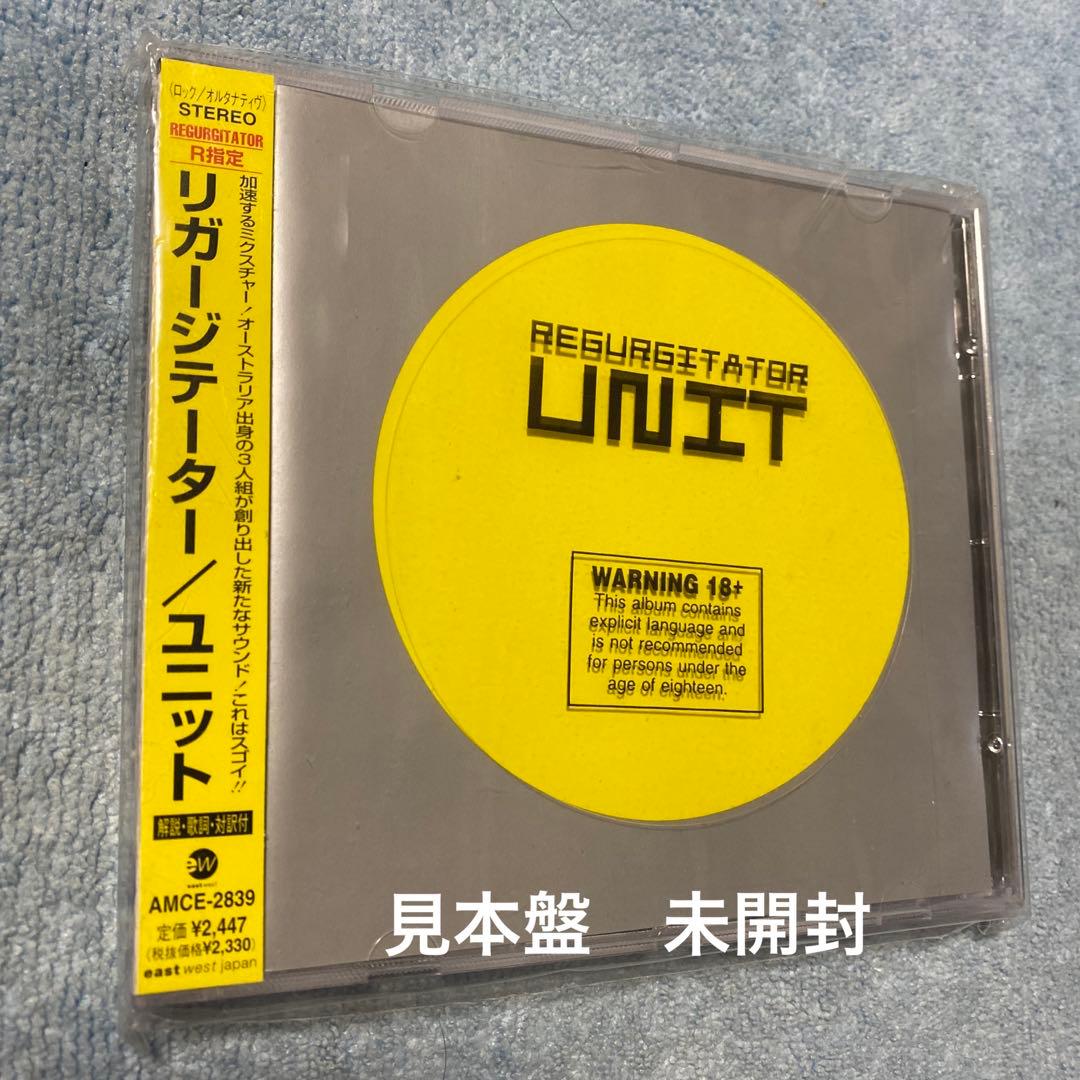 〈ロック／オルタナティヴ〉
STEREO
REGURGITATOR
R指定
リガージテーター／ユニット
加速するミクスチャー！オーストラリア出身の3人組が創り出した新たなサウンド！これはスゴイ!!
解説・歌詞・対訳付
ew
east west
AMCE-2839
定価 ¥2,447
(税抜価格¥2,330)
east west japan
REGURGITATOR
UNIT
WARNING 18+
This album contains
explicit language and
is not recommended
for persons under the
age of eighteen.
見本盤　未開封